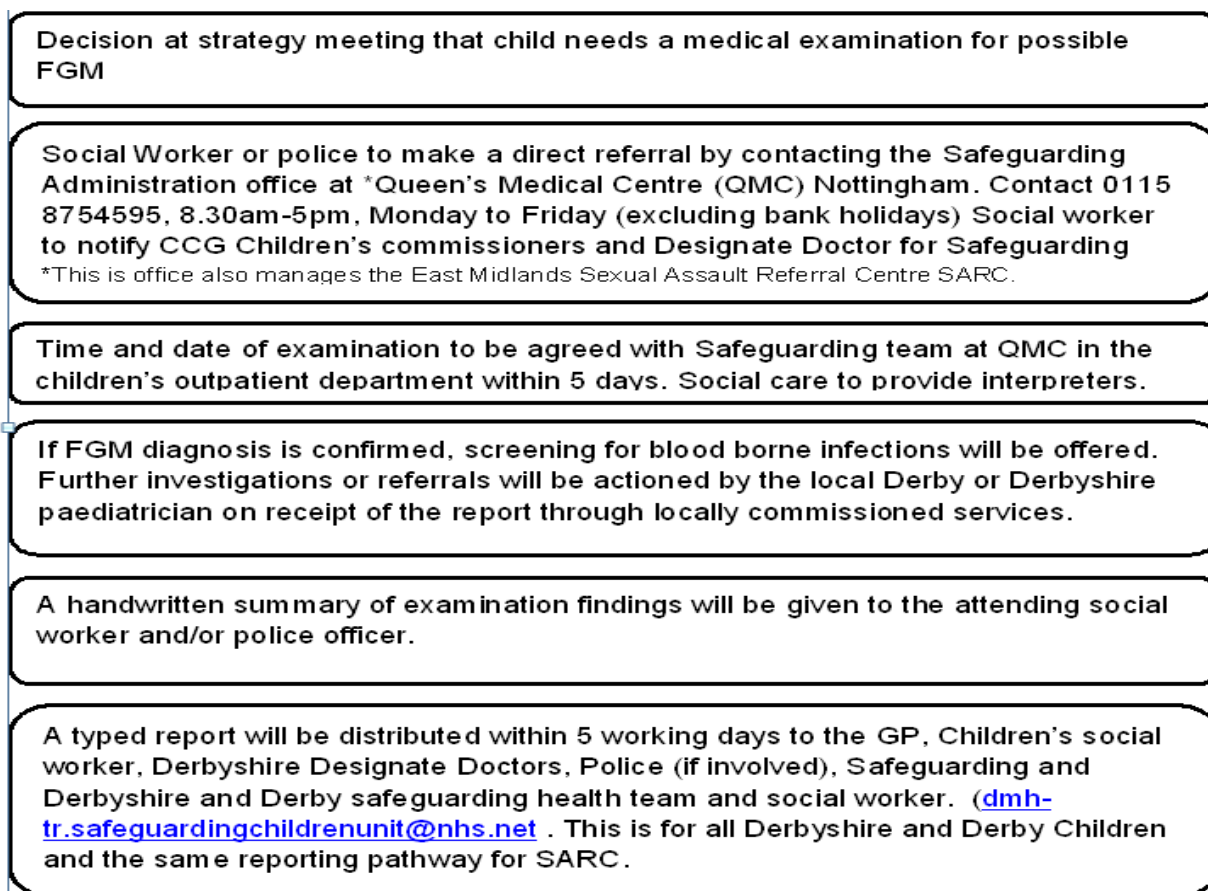 Decision at strategy meeting that child needs a medical examination for possible
FGM
Social Worker or police to make a direct referral by contacting the Safeguarding
Administration office at *Queen's Medical Centre (QMC) Nottingham. Contact 0115
8754595, 8.30am-5pm, Monday to Friday (excluding bank holidays) Social worker
to notify CCG Children's commissioners and Designate Doctor for Safeguarding
*This is office also manages the East Midlands Sexual Assault Referral Centre SARC.
Time and date of examination to be agreed with Safeguarding team at QMC in the
children's outpatient department within 5 days. Social care to provide interpreters.
If FGM diagnosis is confirmed, screening for blood borne infections will be offered.
Further investigations or referrals will be actioned by the local Derby or Derbyshire
paediatrician on receipt of the report through locally commissioned services.
A handwritten summary of examination findings will be given to the attending social
worker and/or police officer.
A typed report will be distributed within 5 working days to the GP, Children's social
worker, Derbyshire Designate Doctors, Police (if involved), Safeguarding and
Derbyshire and Derby safeguarding health team and social worker. (dmh-
tr.safeguardingchildrenunit@nhs.net . This is for all Derbyshire and Derby Children
and the same reporting pathway for SARC.